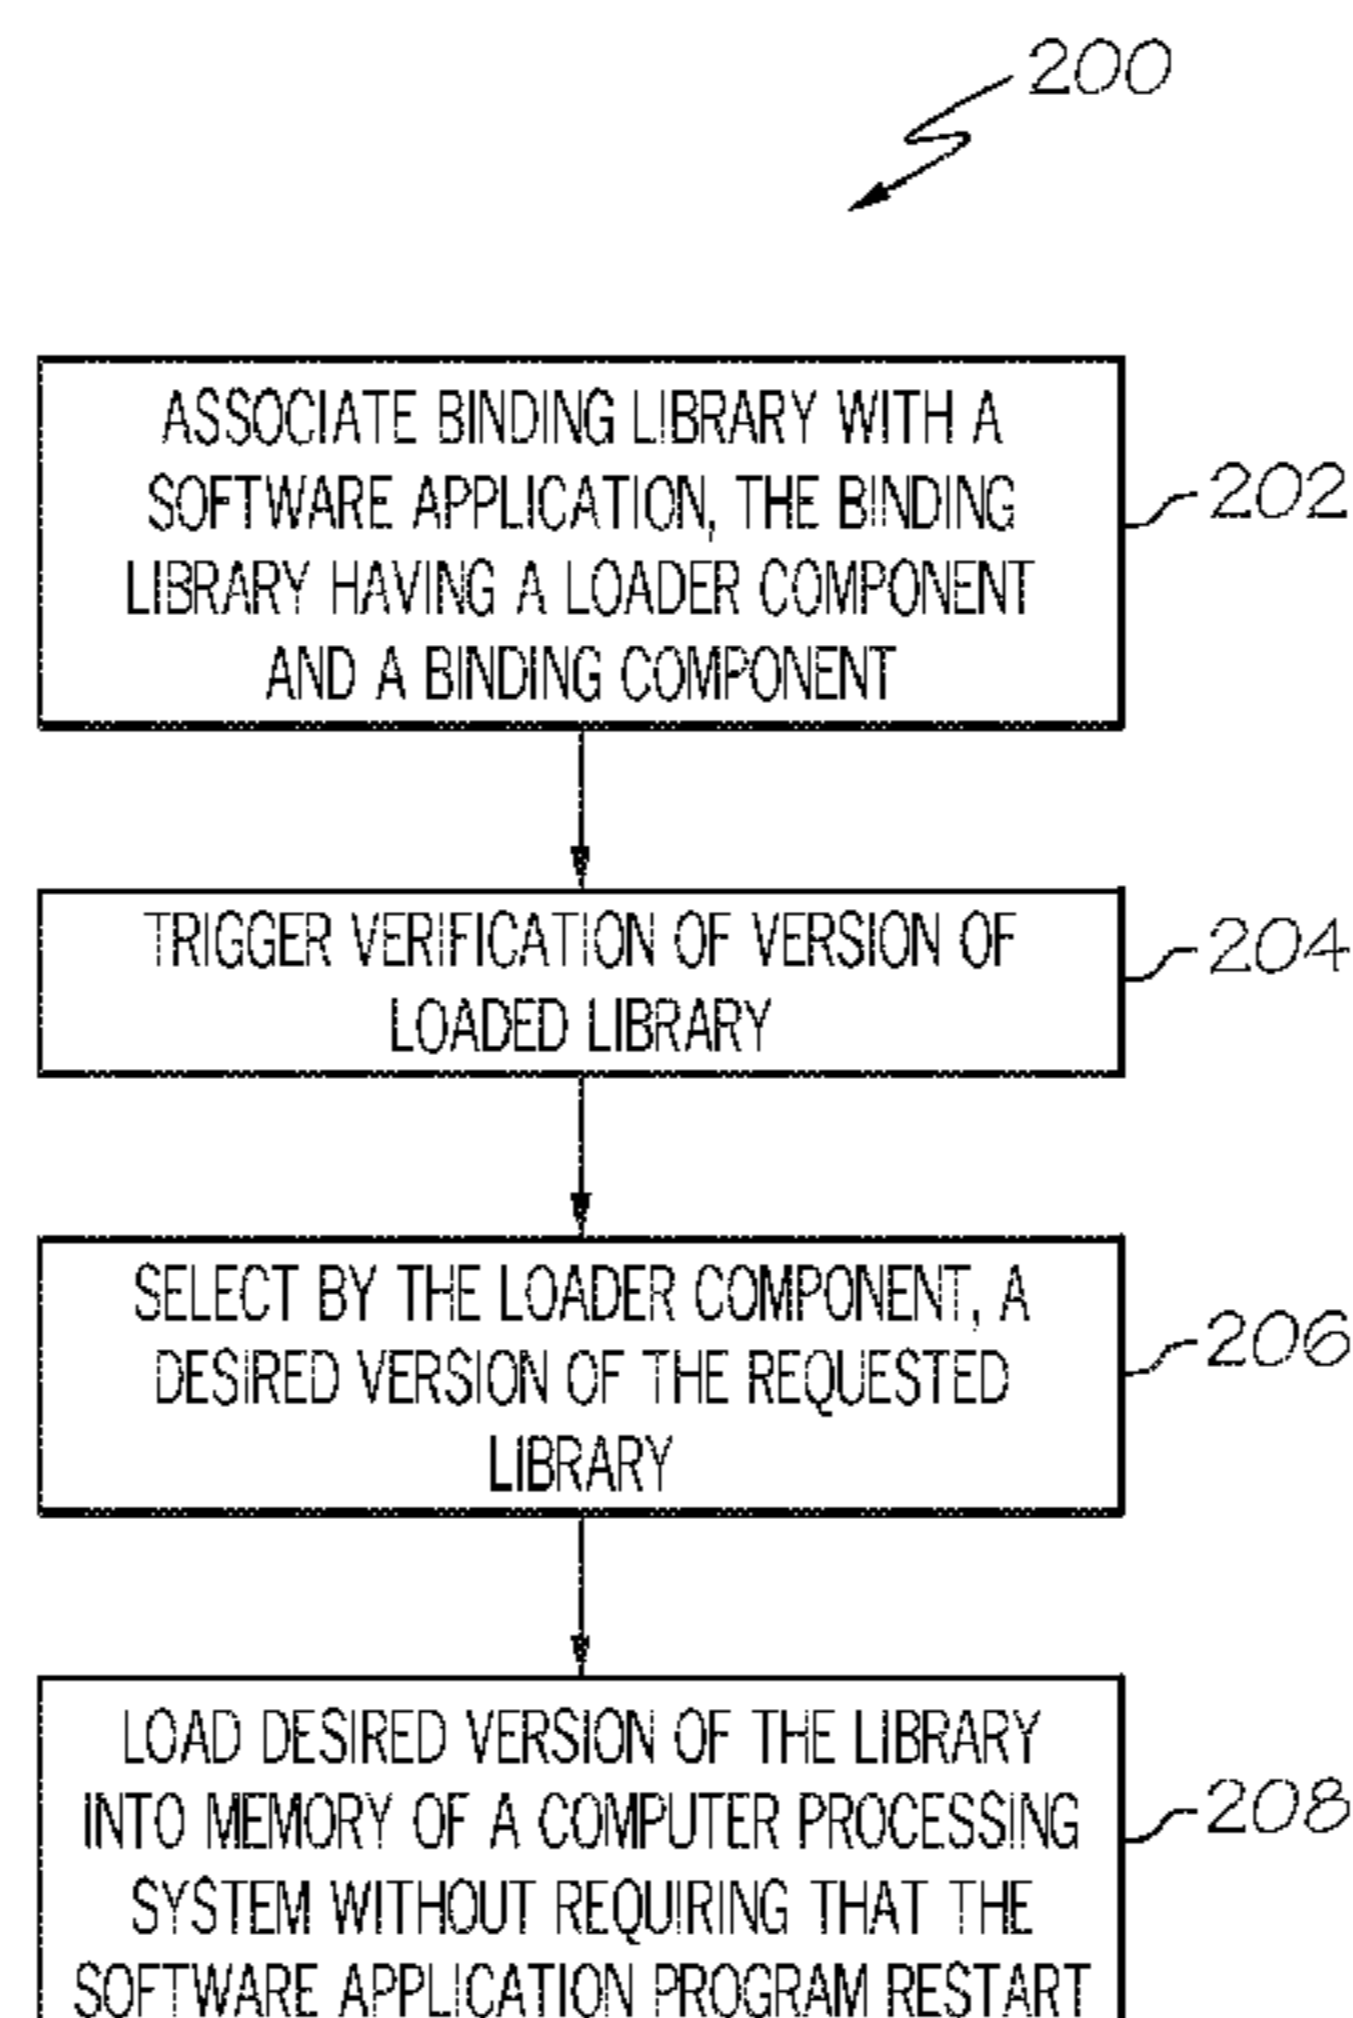 200
ASSOCIATE BINDING LIBRARY WITH A
SOFTWARE APPLICATION, THE BINDING
LIBRARY HAVING A LOADER COMPONENT
AND A BINDING COMPONENT
202
TRIGGER VERIFICATION OF VERSION OF
LOADED LIBRARY
204
SELECT BY THE LOADER COMPONENT, A
DESIRED VERSION OF THE REQUESTED
LIBRARY
206
LOAD DESIRED VERSION OF THE LIBRARY
INTO MEMORY OF A COMPUTER PROCESSING
SYSTEM WITHOUT REQUIRING THAT THE
SOFTWARE APPLICATION PROGRAM RESTART
208